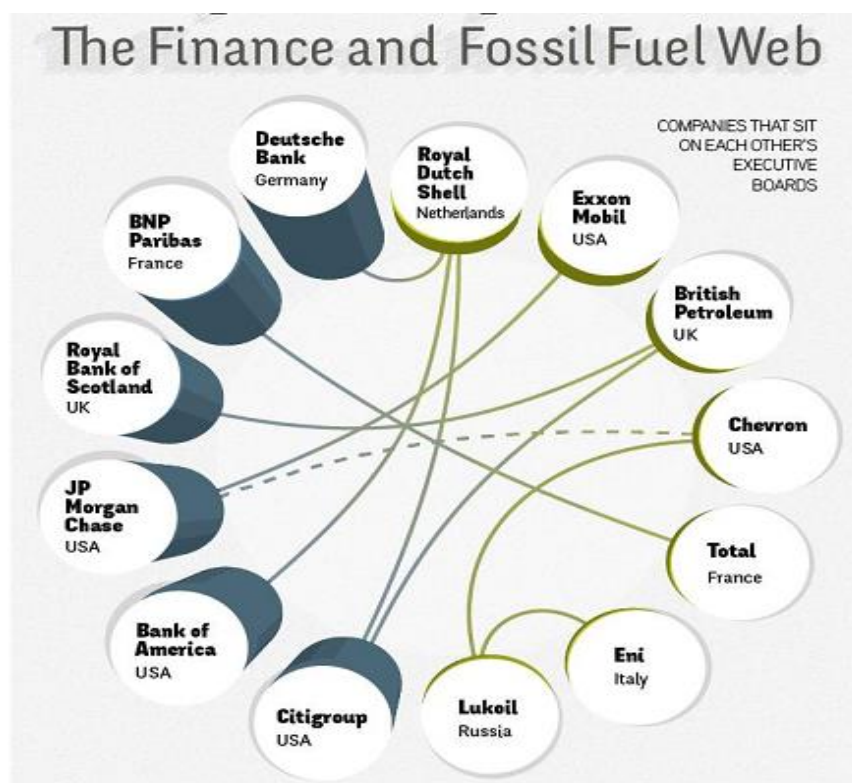 The Finance and Fossil Fuel Web
COMPANIES THAT SIT
ON EACH OTHER'S
EXECUTIVE
BOARDS
Deutsche
Bank
Germany
Royal
Dutch
Shell
Netherlands
Exxon
Mobil
USA
BNP
Paribas
France
British
Petroleum
UK
Royal
Bank of
Scotland
UK
Chevron
USA
JP
Morgan
Chase
USA
Total
France
Bank of
America
USA
Eni
Italy
Citigroup
USA
Lukoil
Russia